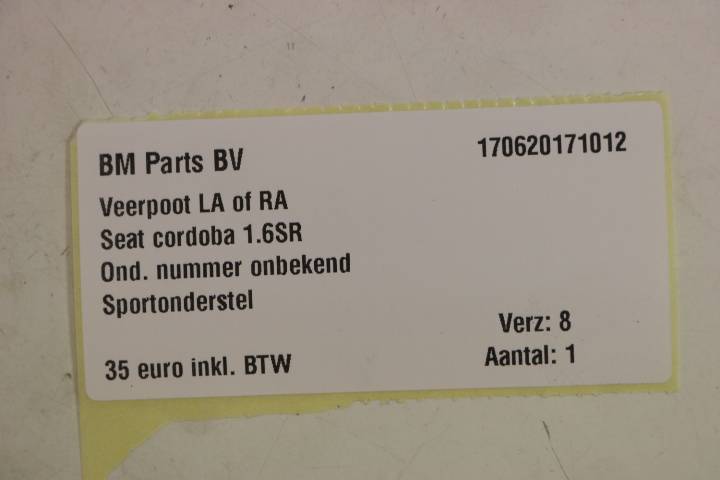 BM Parts BV
170620171012
Veerpoot LA of RA
Seat cordoba 1.6SR
Ond. nummer onbekend
Sportonderstel
Verz: 8
35 euro inkl. BTW
Aantal: 1